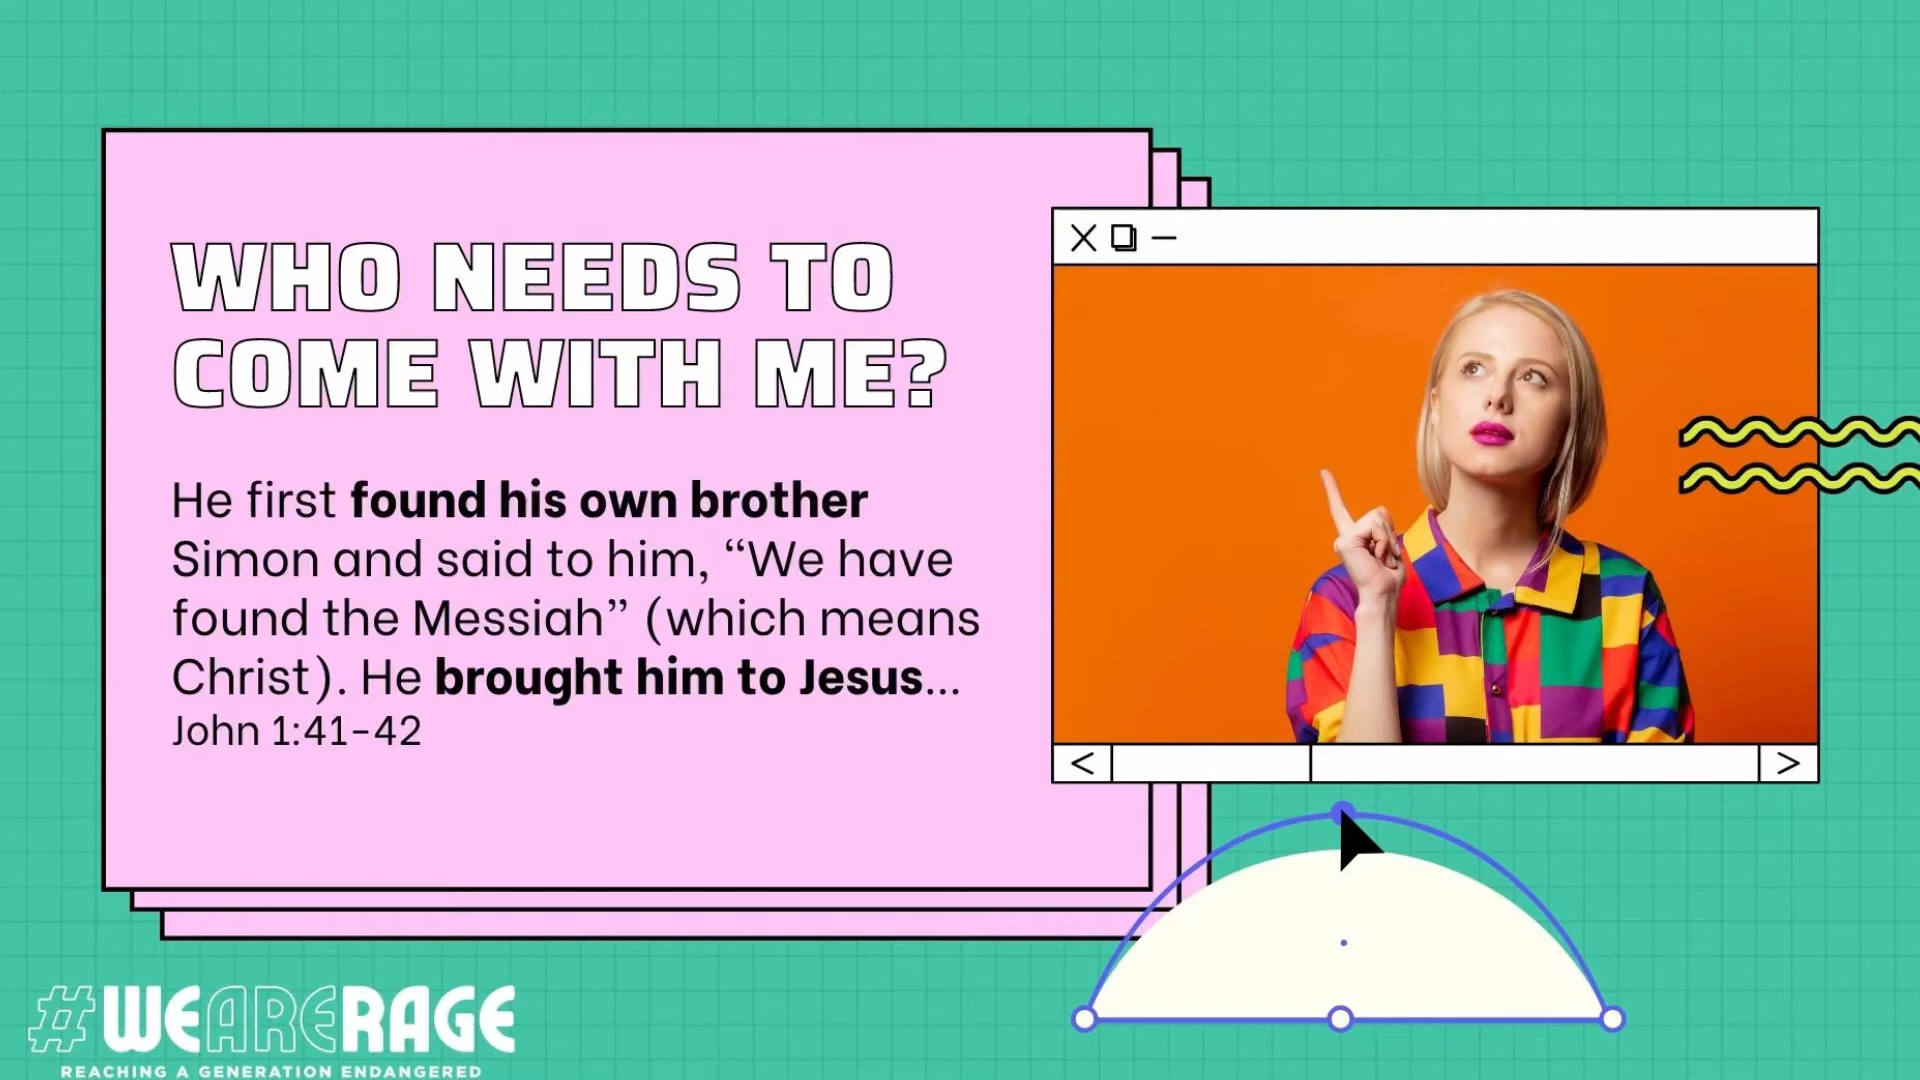 WHO NEEDS TO
COME WITH ME?
He first found his own brother
Simon and said to him, “We have
found the Messiah” (which means
Christ). He brought him to Jesus...
John 1:41-42
#WEARERAGE
REACHING A GENERATION ENDANGERED